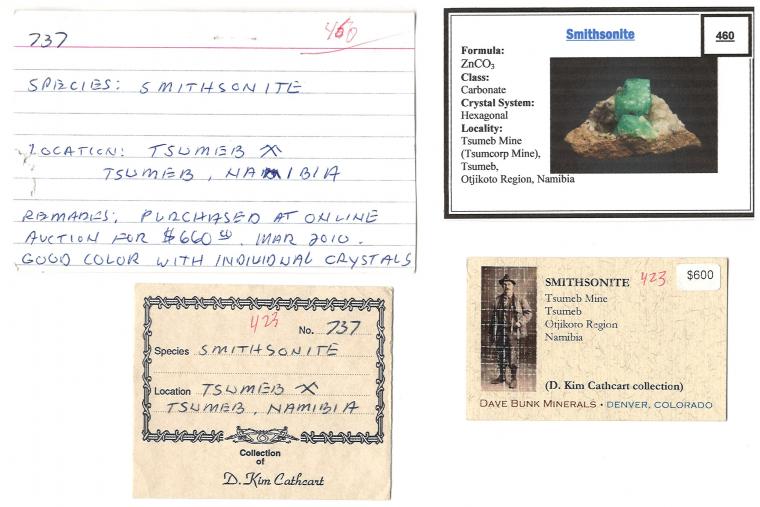 737
460
SPECIES: SMITHSONITE
LOCATION: TSUMEB ⚒
TSUMEB, NAMIBIA
REMARKS: PURCHASED AT ONLINE
AUCTION FOR $660.00. MAR 2010.
GOOD COLOR WITH INDIVIDUAL CRYSTALS
Smithsonite
460
Formula:
ZnCO₃
Class:
Carbonate
Crystal System:
Hexagonal
Locality:
Tsumeb Mine
(Tsumcorp Mine),
Tsumeb,
Otjikoto Region, Namibia
423
No. 737
Species SMITHSONITE
Location TSUMEB ⚒
TSUMEB, NAMIBIA
Collection
of
D. Kim Cathcart
SMITHSONITE 423 $600
Tsumeb Mine
Tsumeb
Otjikoto Region
Namibia
(D. Kim Cathcart collection)
DAVE BUNK MINERALS • DENVER, COLORADO